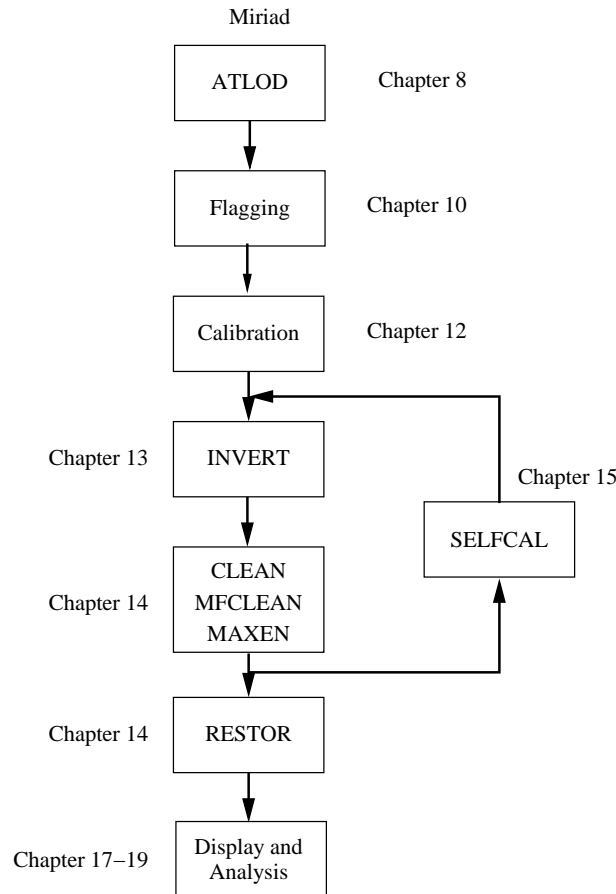 Miriad
ATLOD
Chapter 8
Flagging
Chapter 10
Calibration
Chapter 12
Chapter 13
INVERT
Chapter 15
SELFCAL
Chapter 14
CLEAN
MFCLEAN
MAXEN
Chapter 14
RESTOR
Chapter 17–19
Display and
Analysis